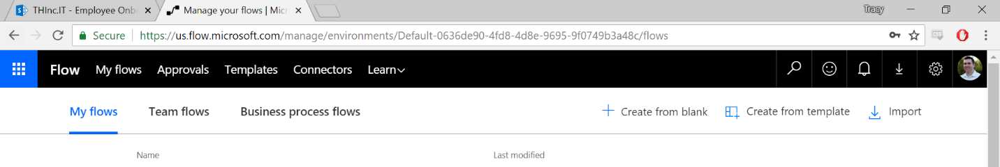 THInc.IT - Employee Onb
Manage your flows | Micr
Tracy
Secure https://us.flow.microsoft.com/manage/environments/Default-0636de90-4fd8-4d8e-9695-9f0749b3a48c/flows
Flow My flows Approvals Templates Connectors Learn
My flows Team flows Business process flows Create from blank Create from template Import
Name Last modified